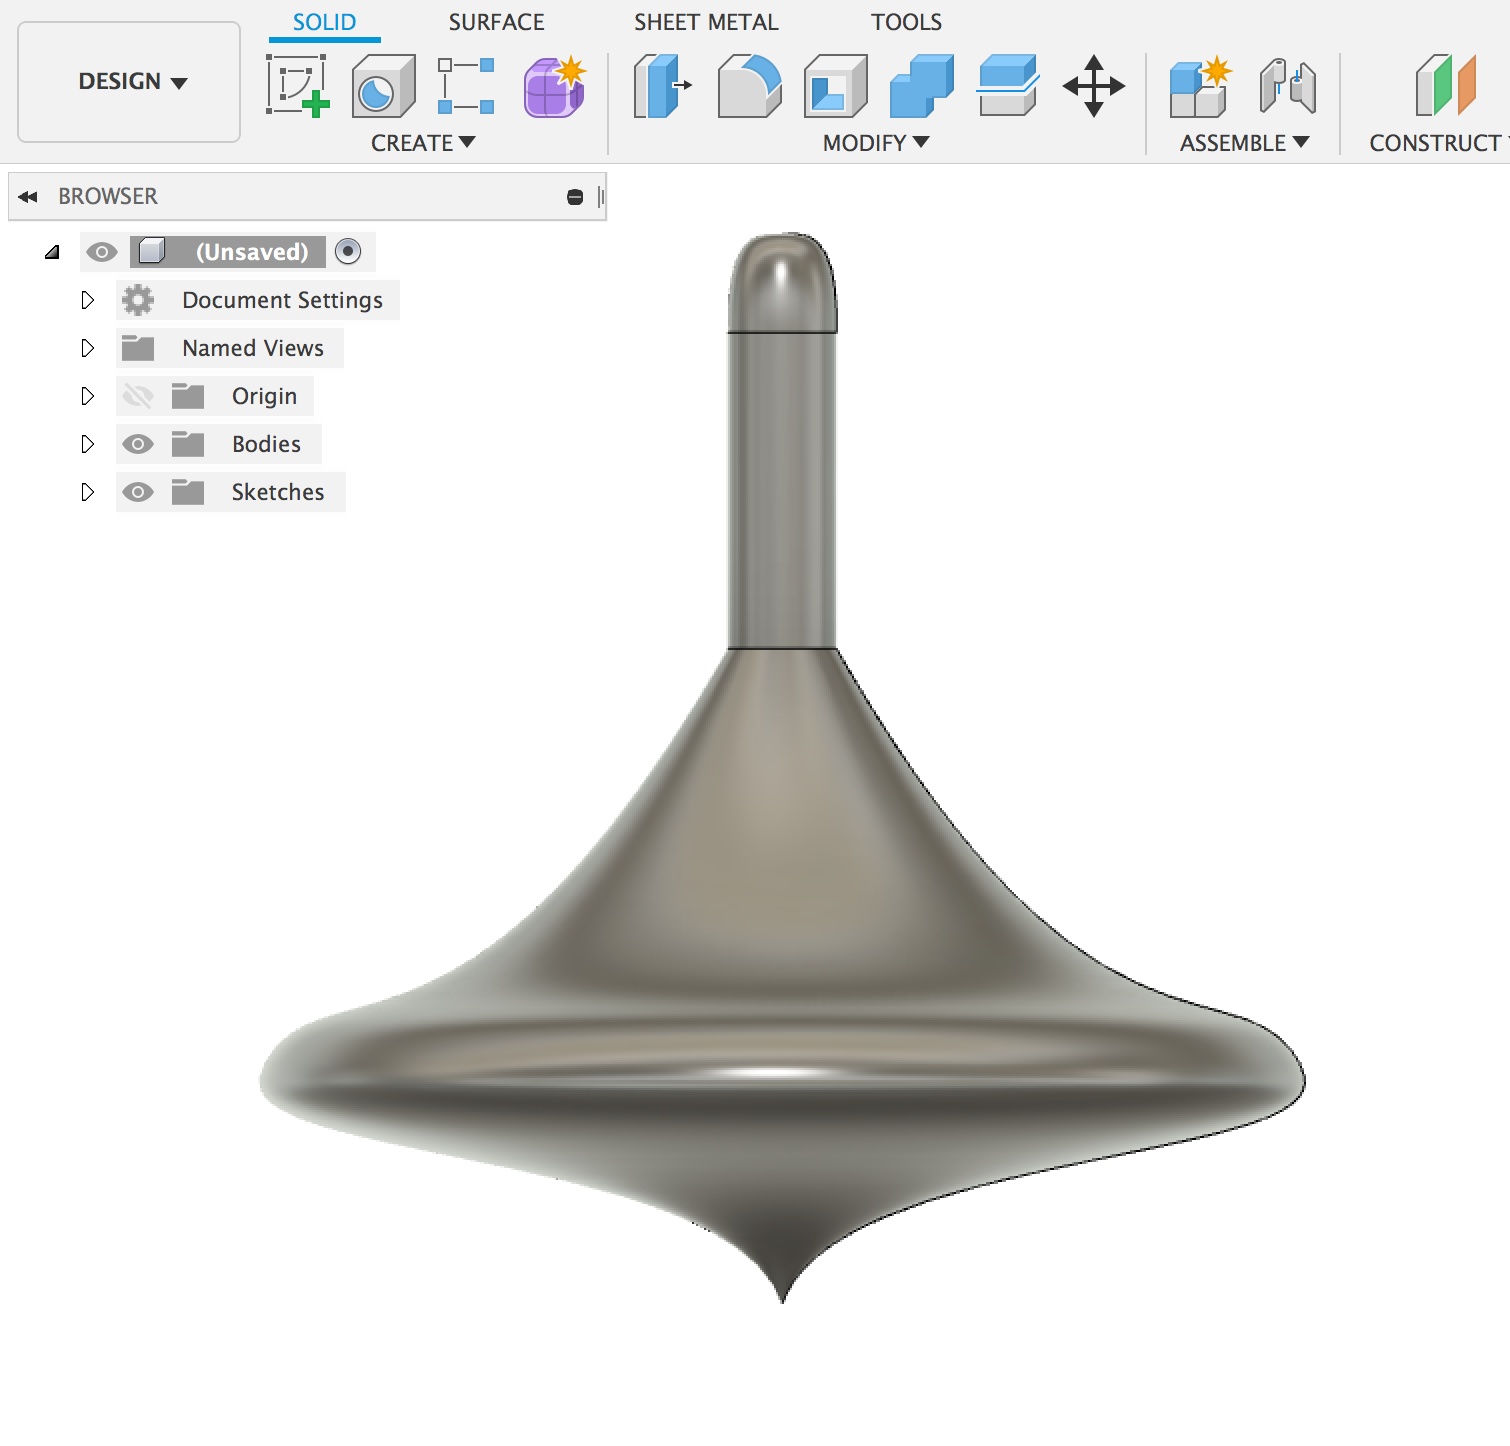 SOLID SURFACE SHEET METAL TOOLS
DESIGN
CREATE MODIFY ASSEMBLE CONSTRUCT
BROWSER
(Unsaved)
Document Settings
Named Views
Origin
Bodies
Sketches